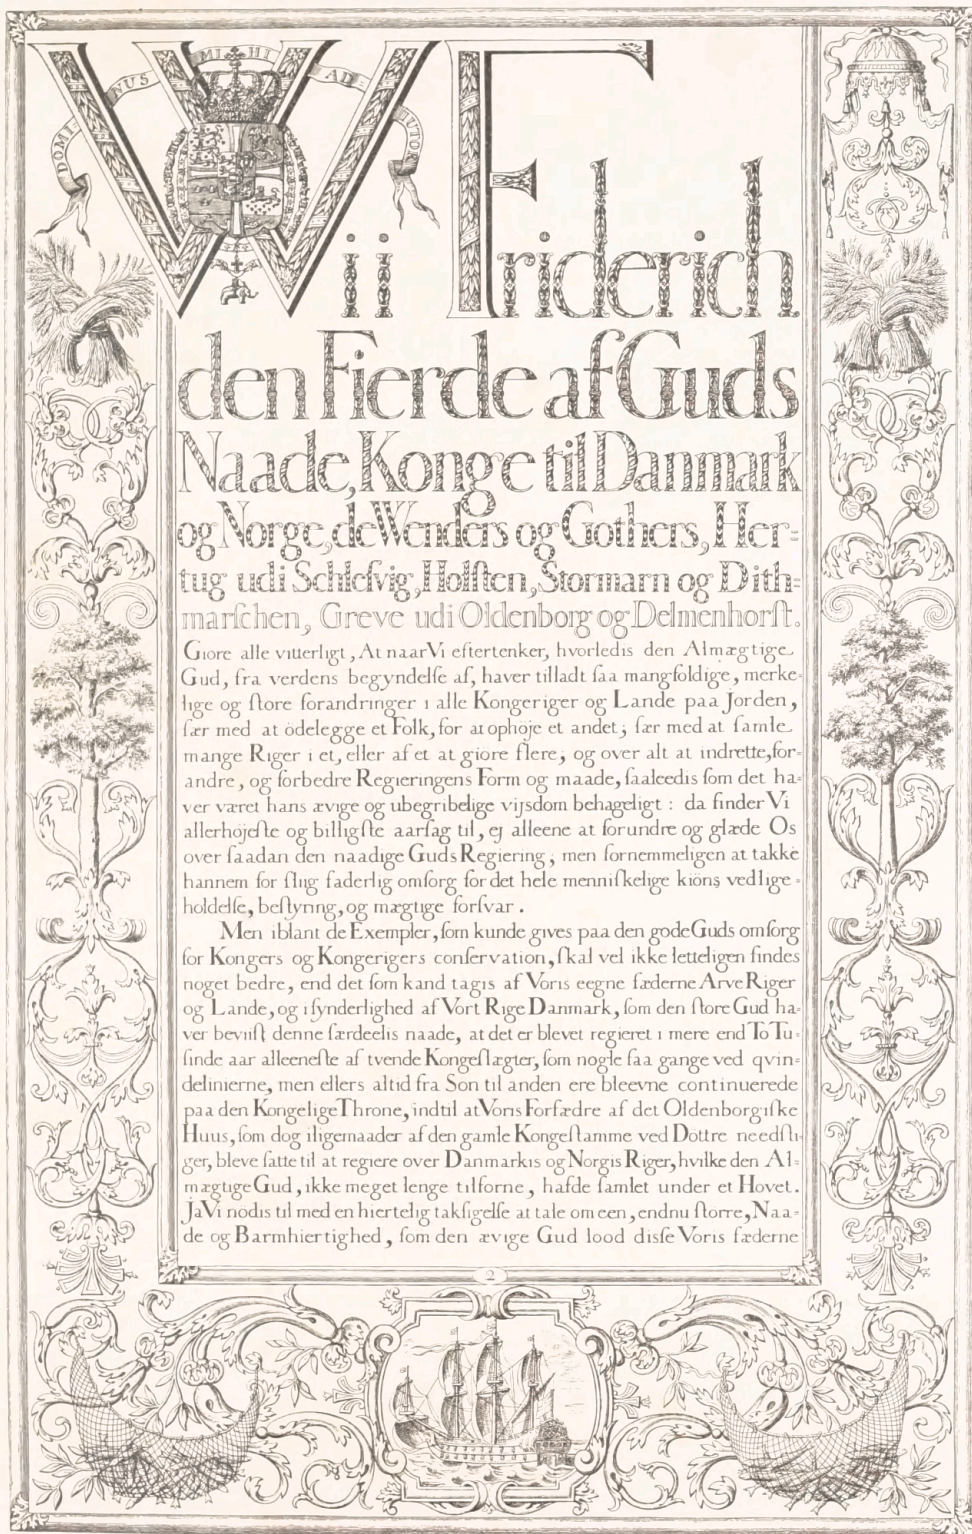 DOMINUS MIHI ADIUTOR
Wii Friderich
den Fierde af Guds
Naade, Konge til Danmark
og Norge, de Wenders og Gothers, Her=
tug udi Schleſvig, Holſten, Stormarn og Dith=
marſchen, Greve udi Oldenborg og Delmenhorſt.
Giore alle vitterligt, At naar Vi eftertenker, hvorledis den Almægtige
Gud, fra verdens begyndelſe af, haver tilladt ſaa mangfoldige, merke=
lige og ſtore forandringer i alle Kongeriger og Lande paa Jorden,
ſær med at ödelegge et Folk, for at ophöje et andet; ſær med at ſamle
mange Riger i et, eller af et at giore flere; og over alt at indrette, for=
andre, og forbedre Regieringens Form og maade, ſaaleedis ſom det ha=
ver været hans ævige og ubegribelige vijsdom behageligt : da finder Vi
allerhöjeſte og billigſte aarſag til, ej alleene at forundre og glæde Os
over ſaadan den naadige Guds Regiering; men fornemmeligen at takke
hannem for ſliig faderlig omſorg for det hele menniſkelige kiöns vedlige=
holdelſe, beſtyring, og mægtige forſvar.
Men iblant de Exempler, ſom kunde gives paa den gode Guds omſorg
for Kongers og Kongerigers conſervation, ſkal vel ikke letteligen findes
noget bedre, end det ſom kand tagis af Voris eegne fæderne Arve Riger
og Lande, og iſynderlighed af Vort Rige Danmark, ſom den ſtore Gud ha=
ver beviiſt denne færdeelis naade, at det er blevet regieret i mere end To Tu=
ſinde aar alleeneſte af tvende Kongeſlægter, ſom nogle faa gange ved qvin=
delinierne, men ellers altid fra Son til anden ere bleevne continuerede
paa den Kongelige Throne, indtil at Voris Forfædre af det Oldenborgiſke
Huus, ſom dog iligemaader af den gamle Kongeſtamme ved Döttre needſti=
ger, bleve ſatte til at regiere over Danmarkis og Norgis Riger, hvilke den Al=
mægtige Gud, ikke meget lenge tilforne, hafde ſamlet under et Hovet.
Ja Vi nödis til med en hiertelig takſigelſe at tale om een, endnu ſtorre, Naa=
de og Barmhiertighed, ſom den ævige Gud lood disſe Voris fæderne
2